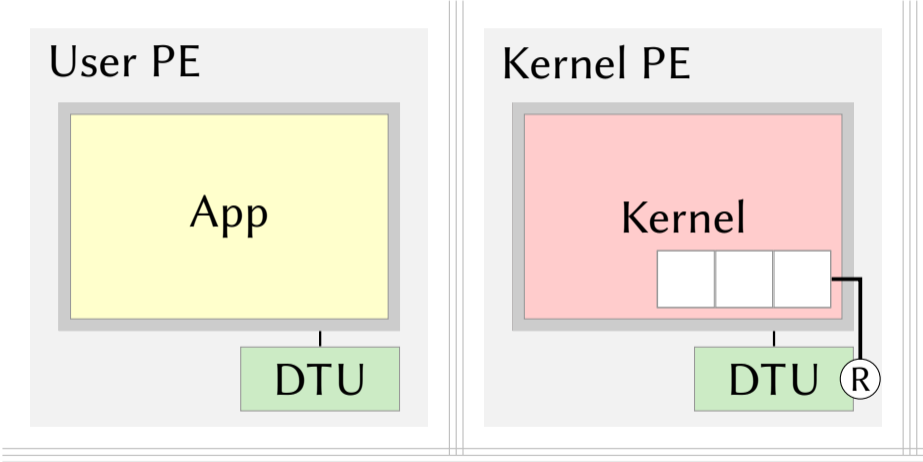 User PE
App
DTU
Kernel PE
Kernel
DTU
R